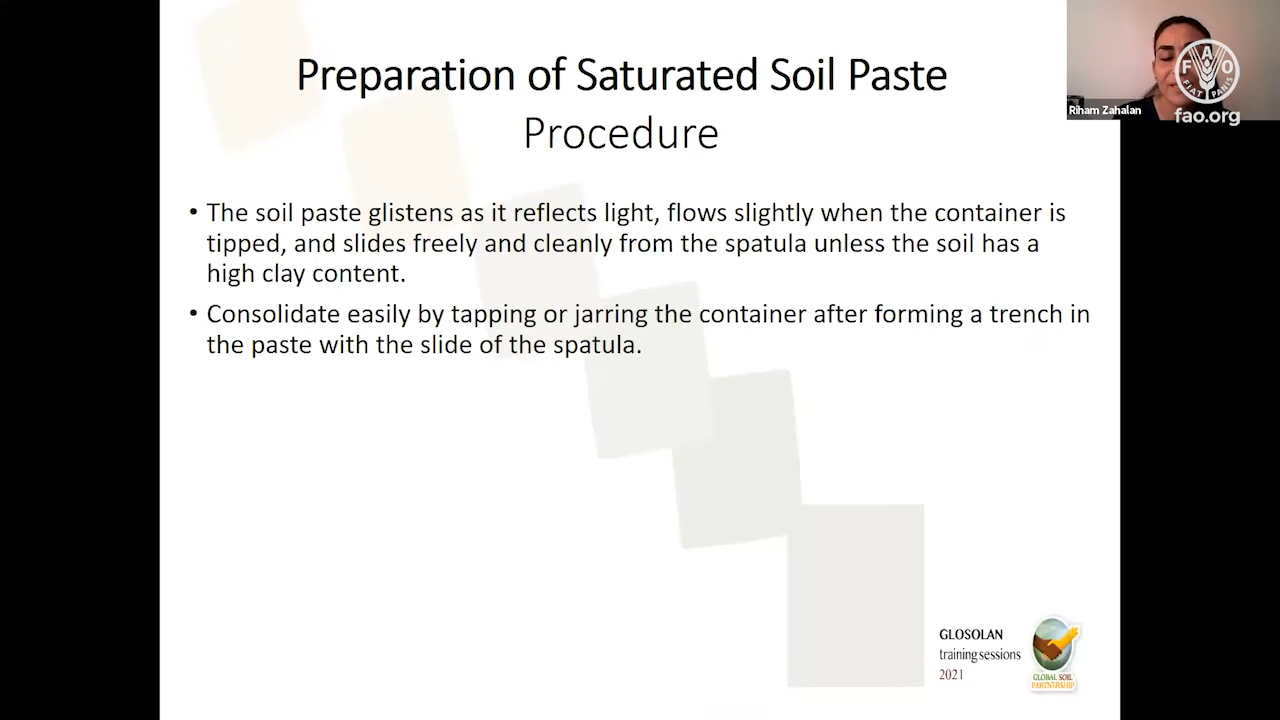 Preparation of Saturated Soil Paste
Procedure
• The soil paste glistens as it reflects light, flows slightly when the container is
tipped, and slides freely and cleanly from the spatula unless the soil has a
high clay content.
• Consolidate easily by tapping or jarring the container after forming a trench in
the paste with the slide of the spatula.
Riham Zahalan
F A O
FIAT PANIS
fao.org
GLOSOLAN
training sessions
2021
GLOBAL SOIL
PARTNERSHIP